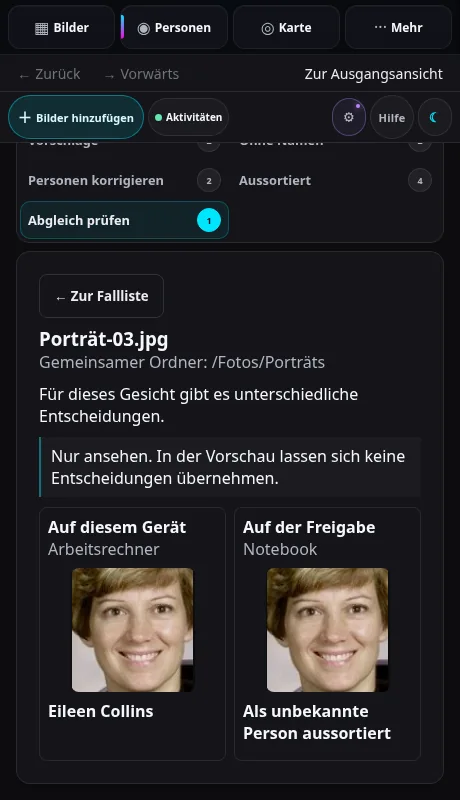 Bilder
Personen
Karte
Mehr
← Zurück
→ Vorwärts
Zur Ausgangsansicht
+ Bilder hinzufügen
Aktivitäten
Hilfe
Vorschläge
Ohne Namen
Personen korrigieren 2
Aussortiert 4
Abgleich prüfen 1
← Zur Fallliste
Porträt-03.jpg
Gemeinsamer Ordner: /Fotos/Porträts
Für dieses Gesicht gibt es unterschiedliche
Entscheidungen.
Nur ansehen. In der Vorschau lassen sich keine
Entscheidungen übernehmen.
Auf diesem Gerät
Arbeitsrechner
Eileen Collins
Auf der Freigabe
Notebook
Als unbekannte
Person aussortiert